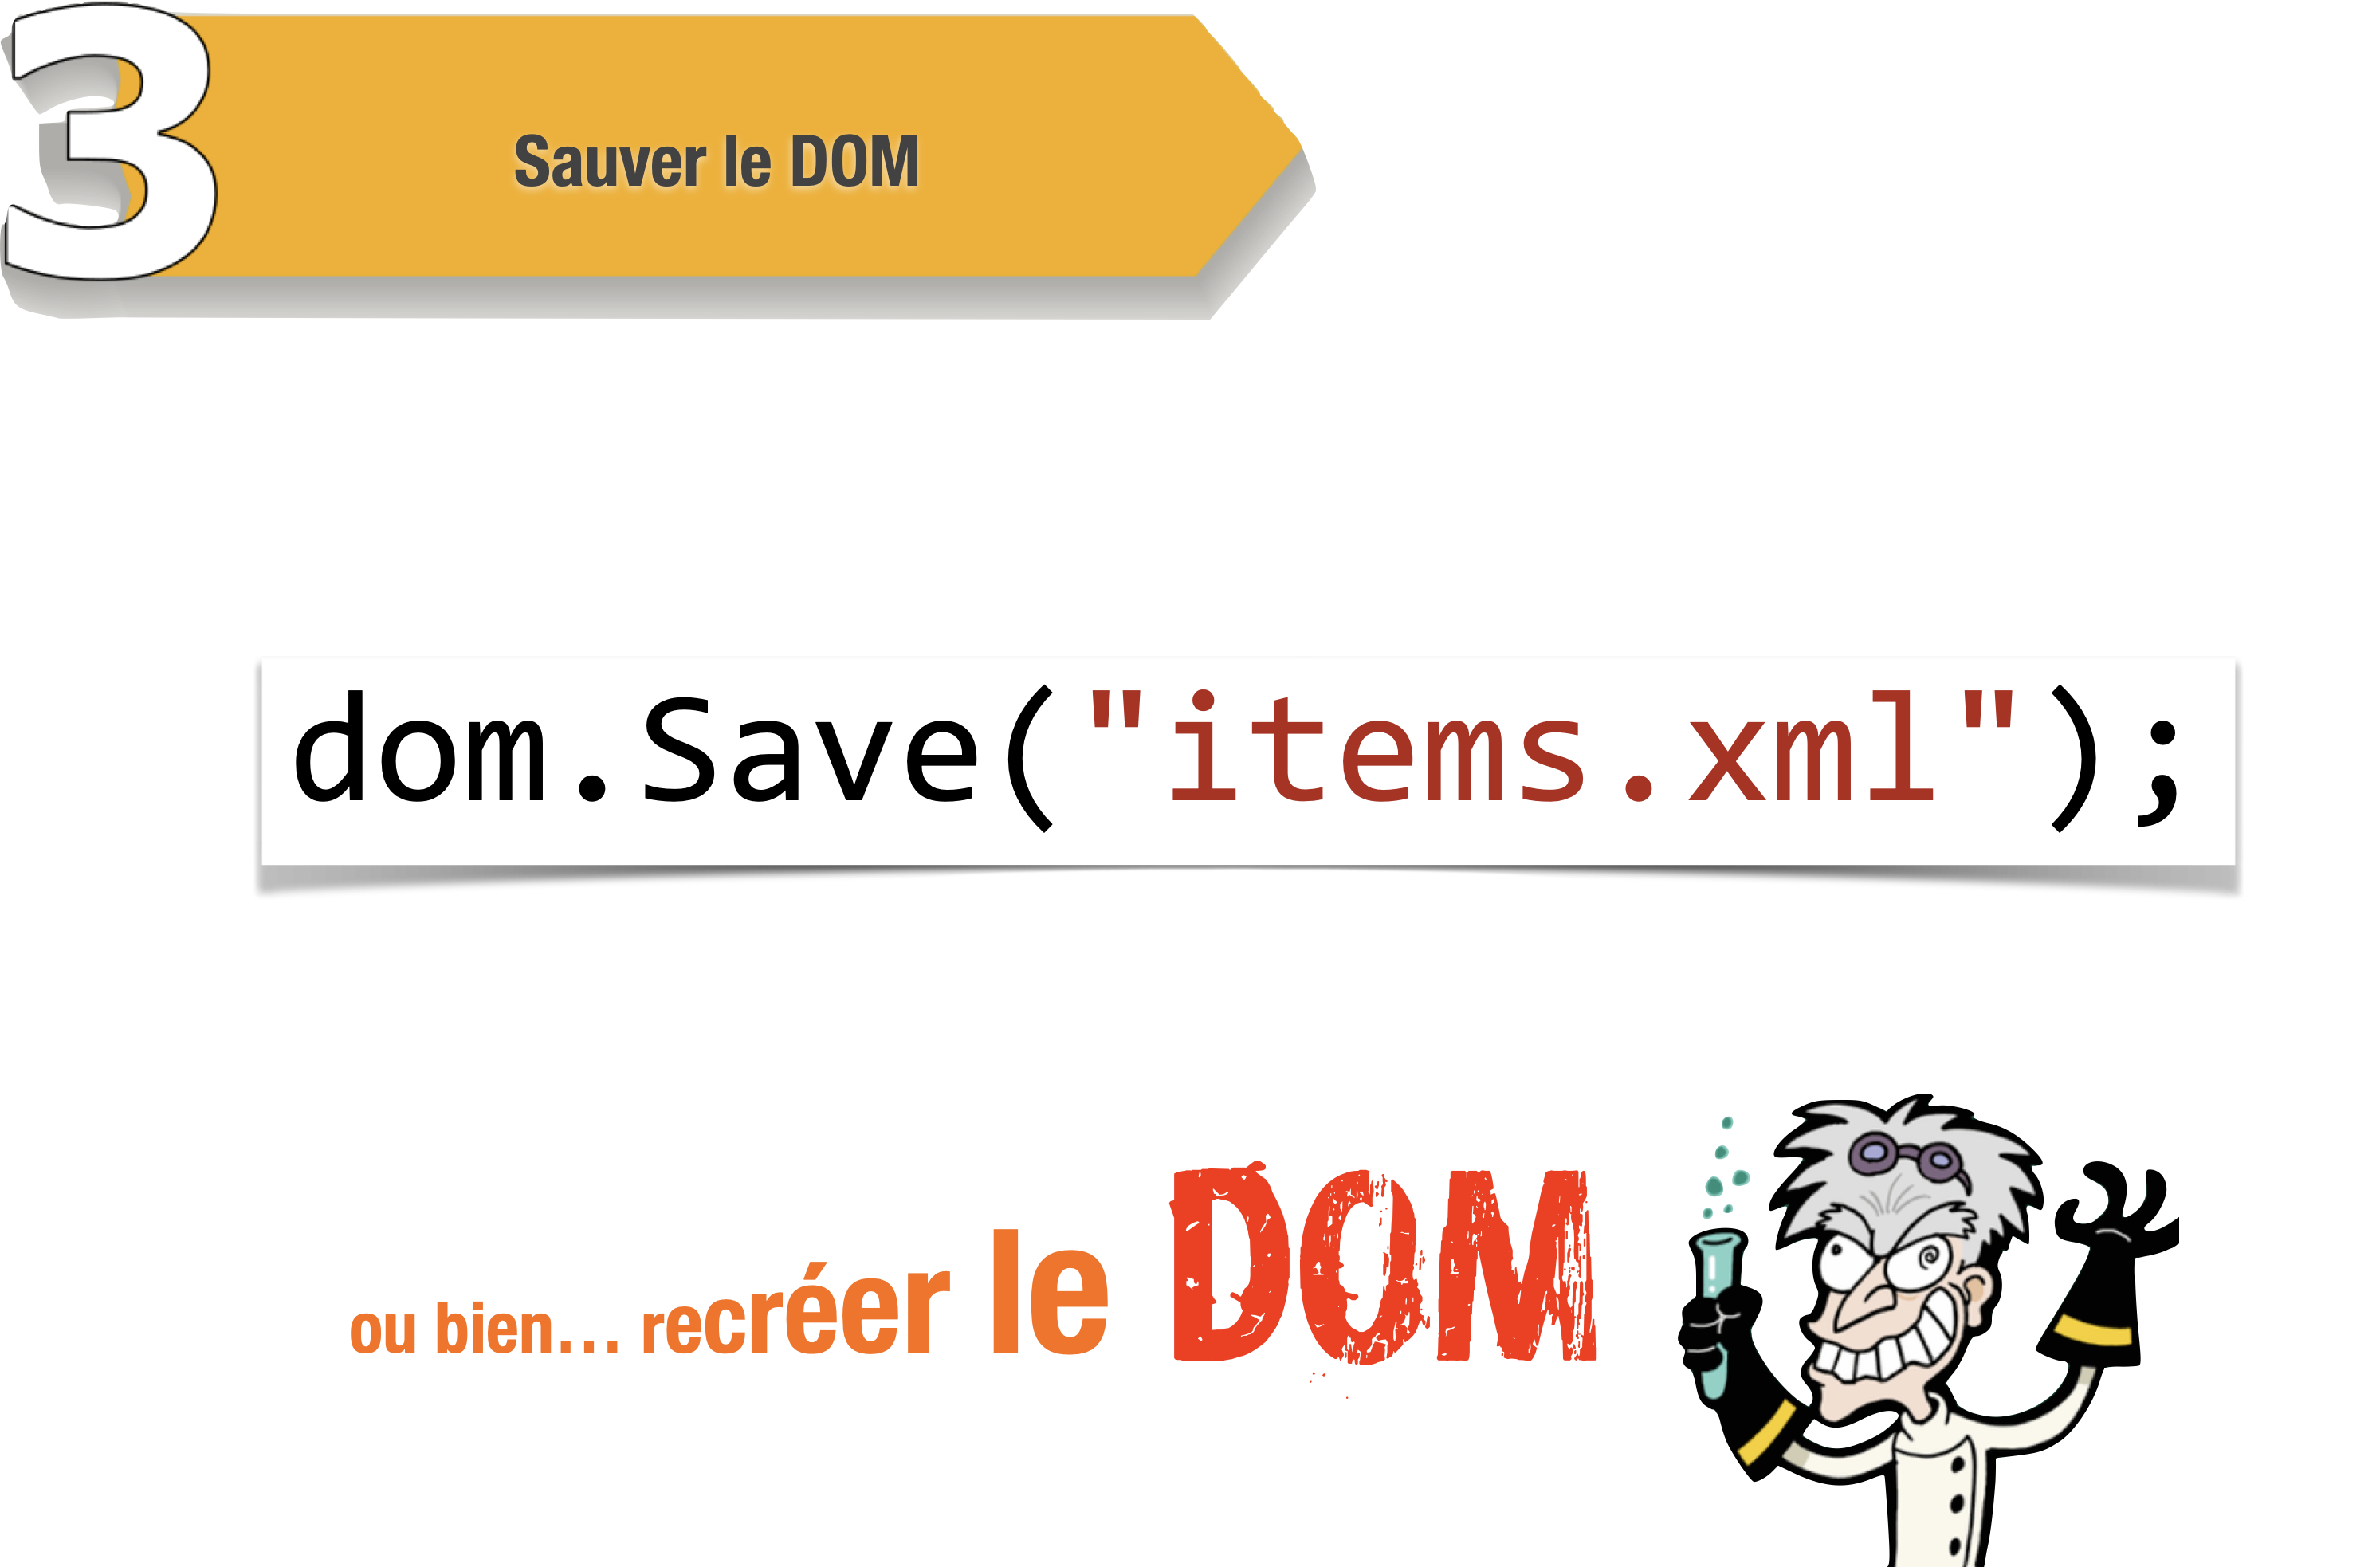 3
Sauver le DOM
dom.Save("items.xml");
ou bien... recréer le DOM